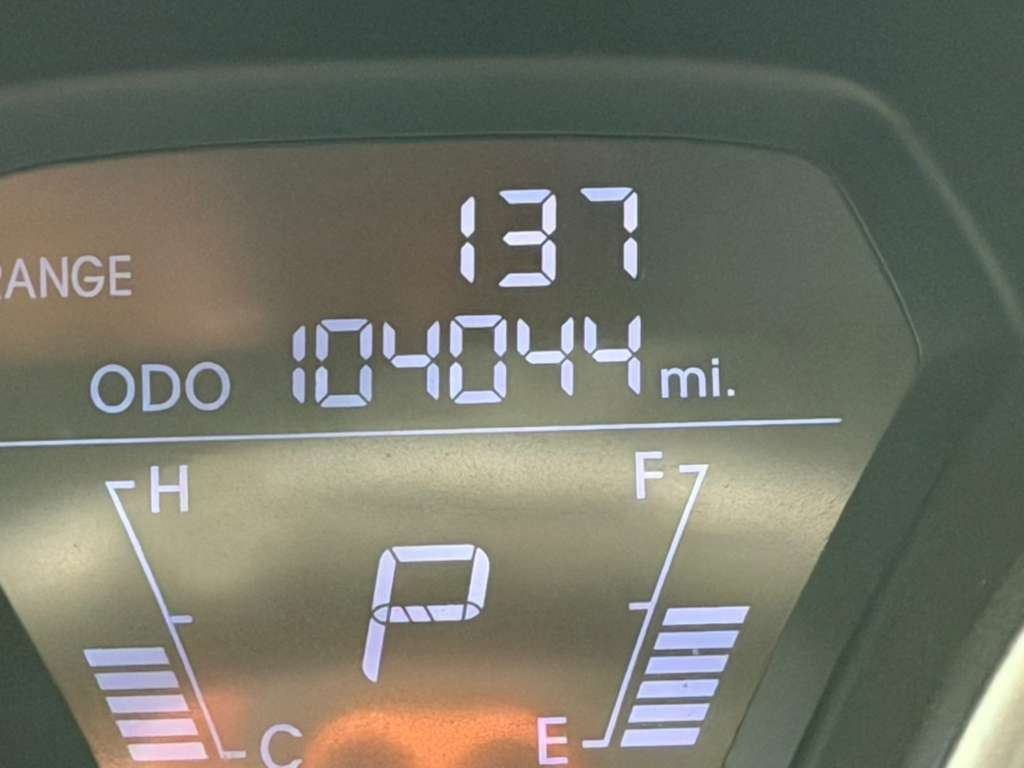 137
RANGE
ODO 104044 mi.
H F
P
C E